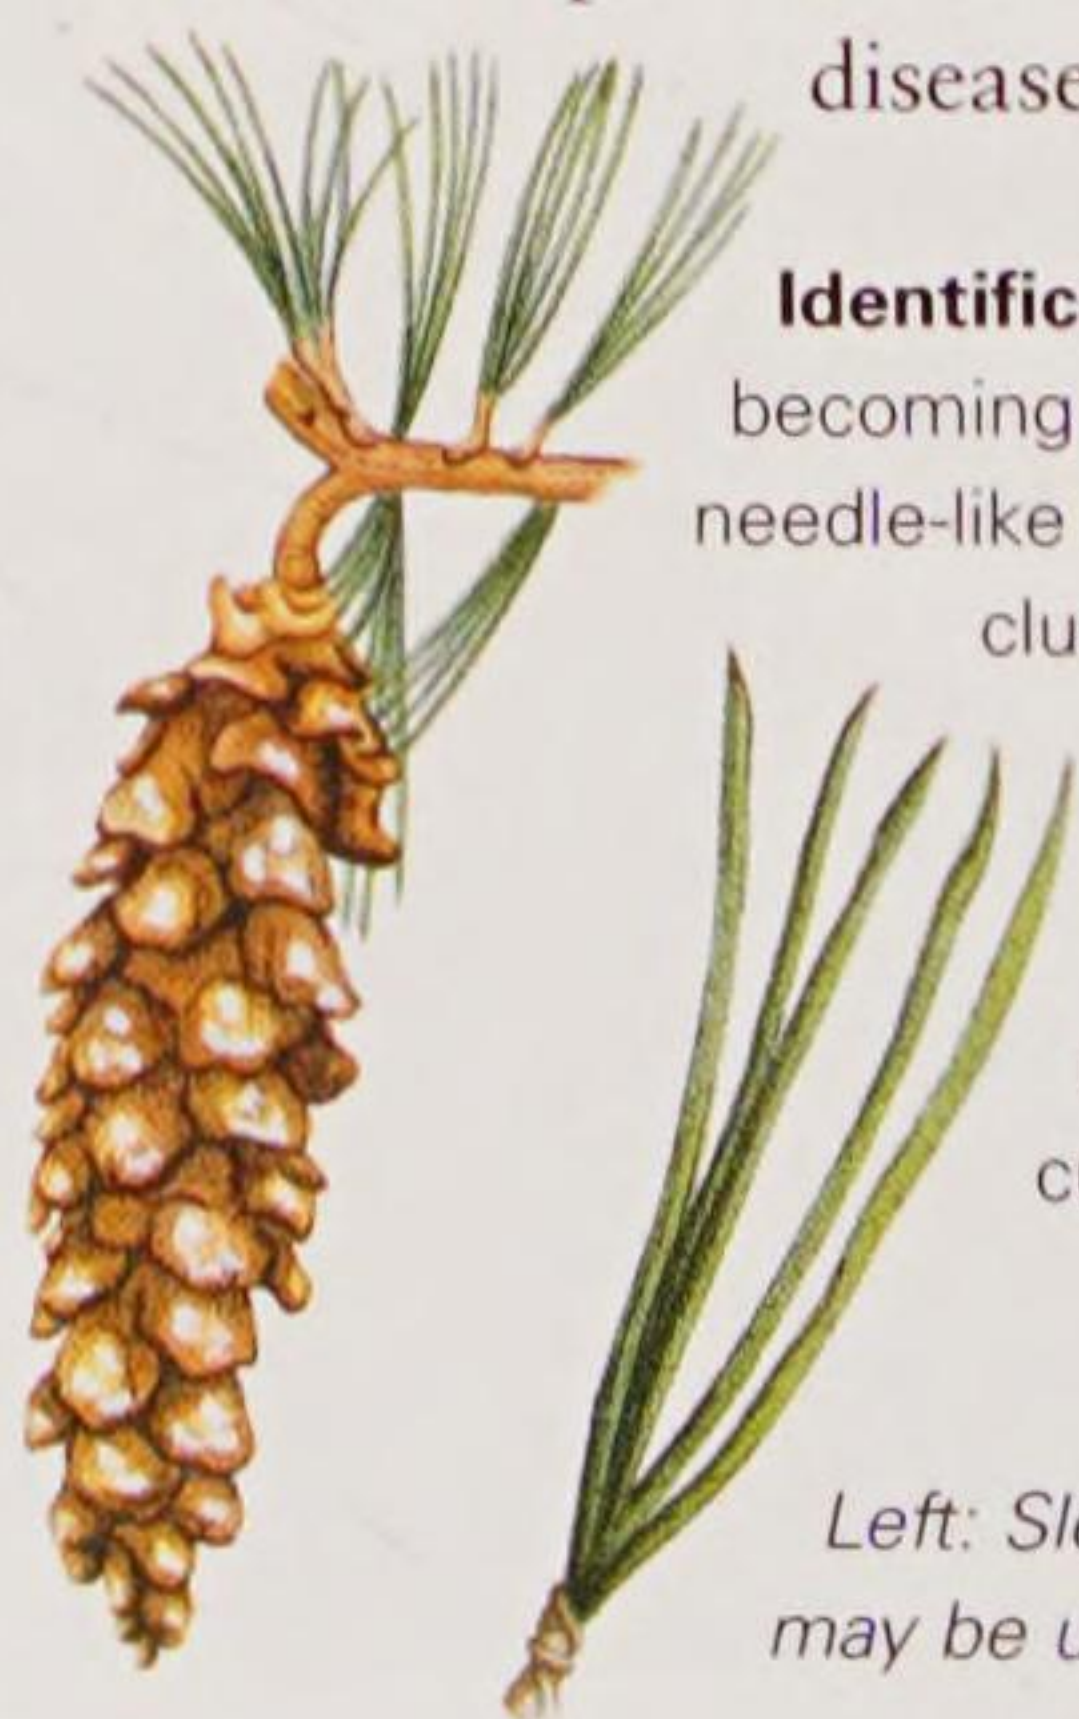 disease
Identific
becoming
needle-like
clu
c
Left: Sl
may be u